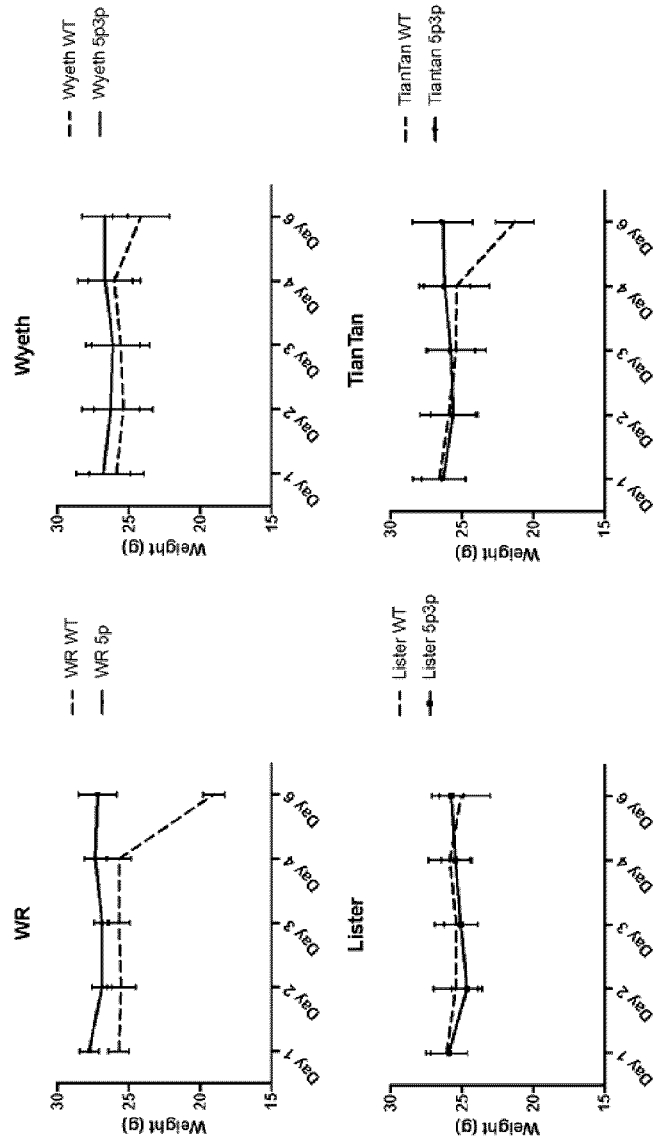 WR
Weight (g)
30
25
20
15
Day 1
Day 2
Day 3
Day 4
Day 6
WR WT
WR 5p
Wyeth
Weight (g)
30
25
20
15
Day 1
Day 2
Day 3
Day 4
Day 6
Wyeth WT
Wyeth 5p3p
Lister
Weight (g)
30
25
20
15
Day 1
Day 2
Day 3
Day 4
Day 6
Lister WT
Lister 5p3p
TianTan
Weight (g)
30
25
20
15
Day 1
Day 2
Day 3
Day 4
Day 6
TianTan WT
Tiantan 5p3p